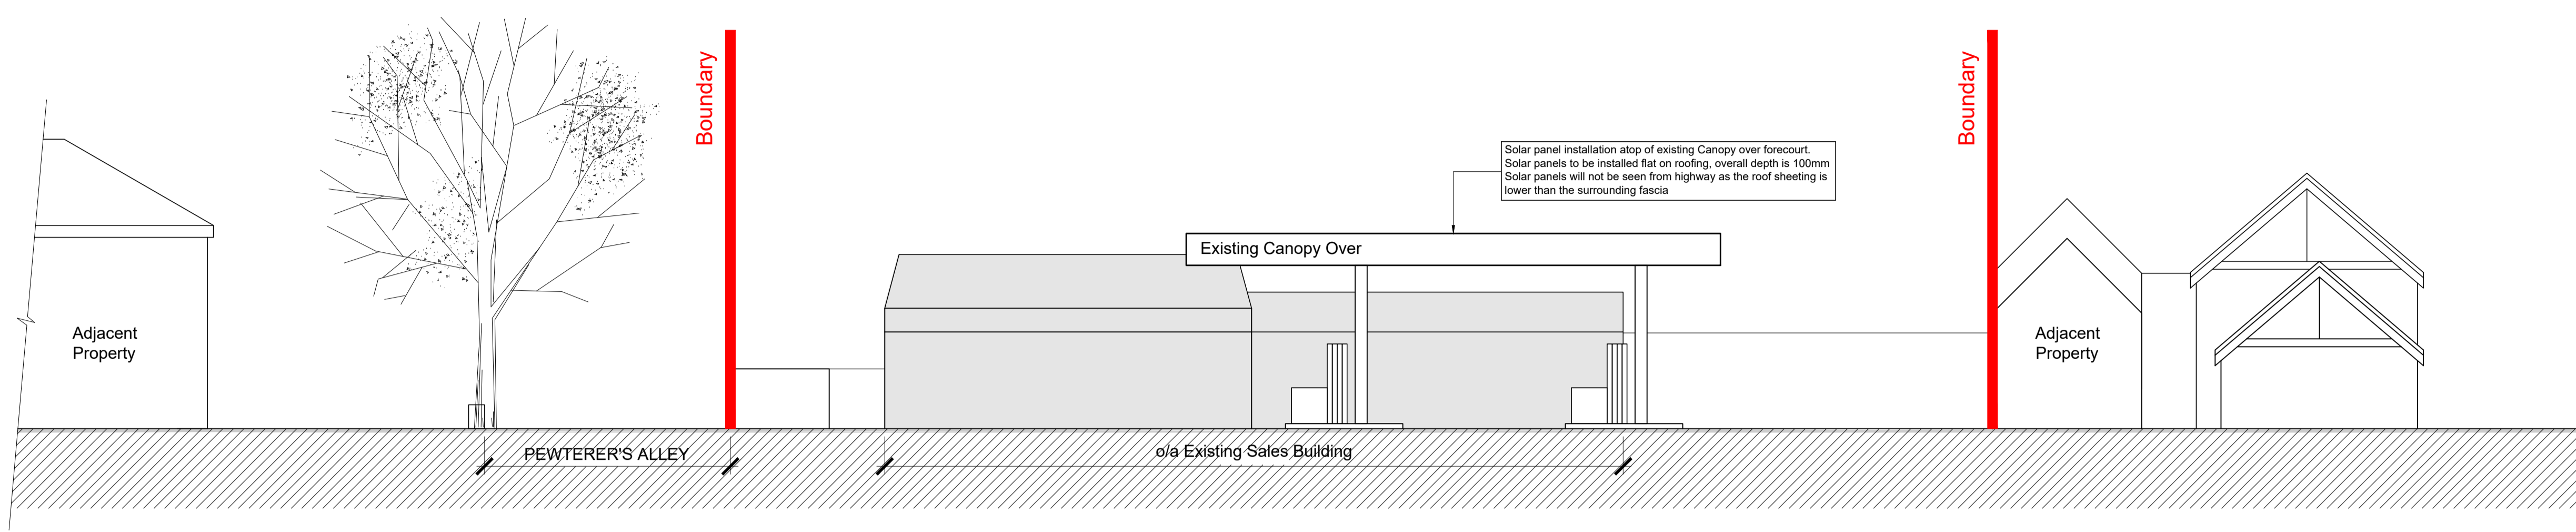 Boundary
Boundary
Solar panel installation atop of existing Canopy over forecourt.
Solar panels to be installed flat on roofing, overall depth is 100mm
Solar panels will not be seen from highway as the roof sheeting is
lower than the surrounding fascia
Existing Canopy Over
Adjacent
Property
Adjacent
Property
PEWTERER'S ALLEY
o/a Existing Sales Building